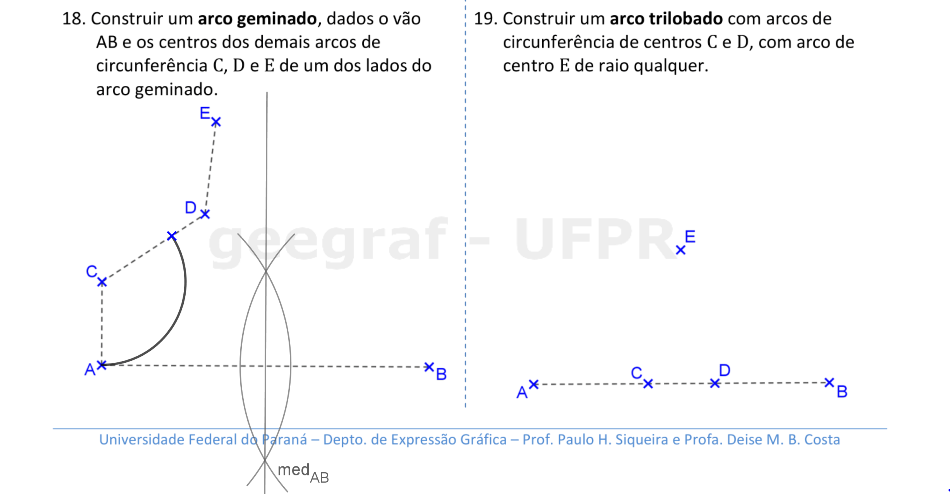 18. Construir um arco geminado, dados o vão
AB e os centros dos demais arcos de
circunferência C, D e E de um dos lados do
arco geminado.
E
D
C
A
B
med AB
19. Construir um arco trilobado com arcos de
circunferência de centros C e D, com arco de
centro E de raio qualquer.
E
C
D
A
B
geegraf - UFPR
Universidade Federal do Paraná – Depto. de Expressão Gráfica – Prof. Paulo H. Siqueira e Profa. Deise M. B. Costa